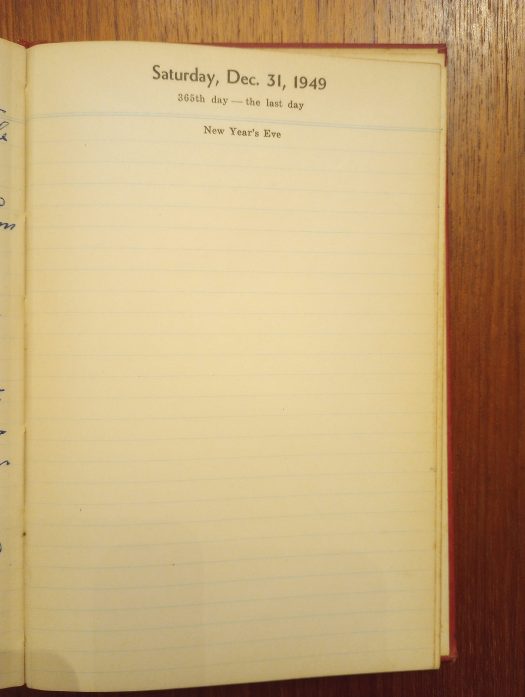 Saturday, Dec. 31, 1949
365th day — the last day
New Year's Eve